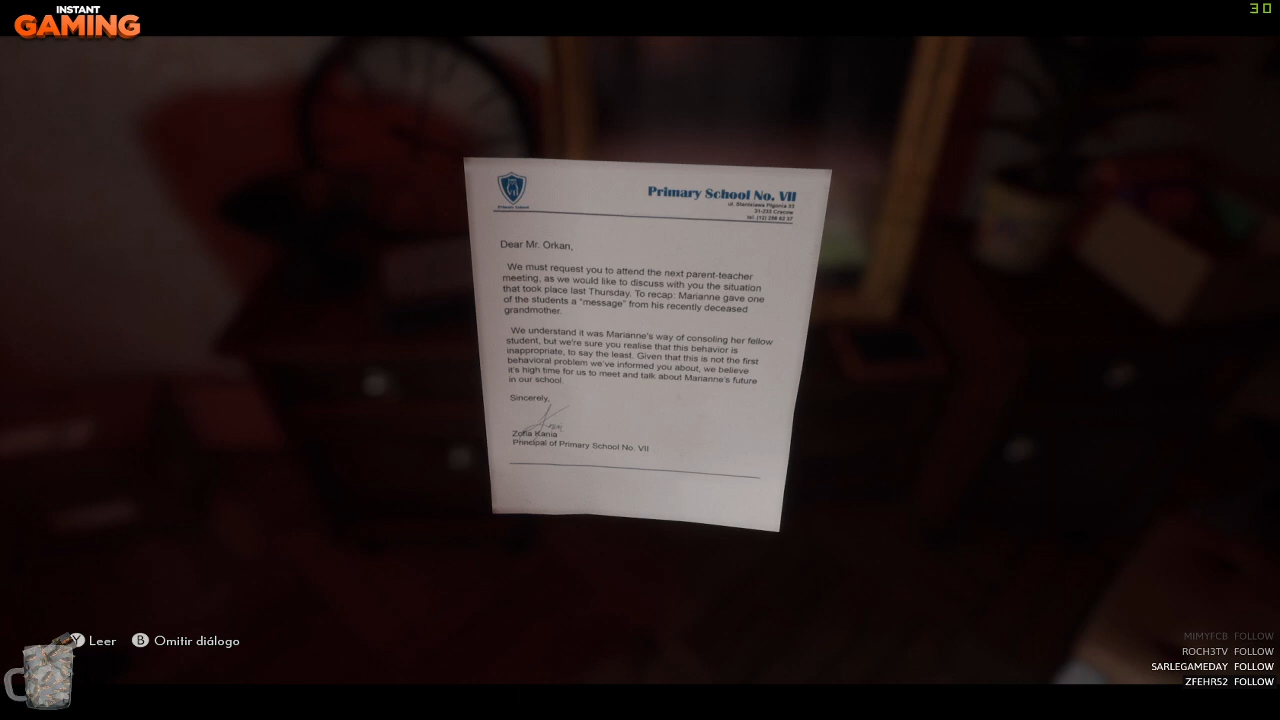 INSTANT
GAMING
30
Primary School No. VII
31-233 Cracow
Dear Mr. Orkan,
We must request you to attend the next parent-teacher
meeting, as we would like to discuss with you the situation
that took place last Thursday. To recap: Marianne gave one
of the students a “message” from his recently deceased
grandmother.
We understand it was Marianne's way of consoling her fellow
student, but we're sure you realise that this behavior is
inappropriate, to say the least. Given that this is not the first
behavioral problem we've informed you about, we believe
it's high time for us to meet and talk about Marianne's future
in our school.
Sincerely,
Zofia Kania
Principal of Primary School No. VII
Y Leer B Omitir diálogo
MIMYFCB FOLLOW
ROCH3TV FOLLOW
SARLEGAMEDAY FOLLOW
ZFEHR52 FOLLOW